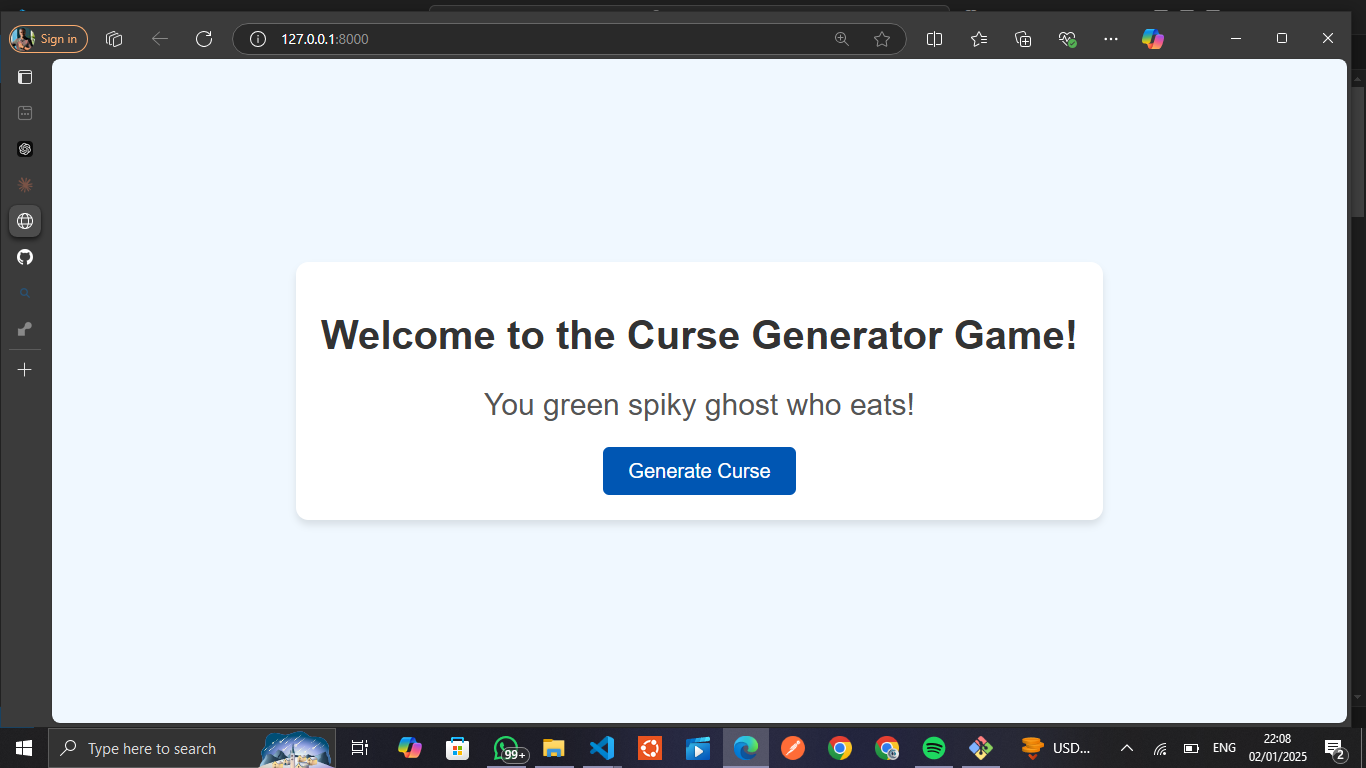 Sign in
127.0.0.1:8000
Welcome to the Curse Generator Game!
You green spiky ghost who eats!
Generate Curse
Type here to search
99+
USD...
ENG
22:08
02/01/2025
2